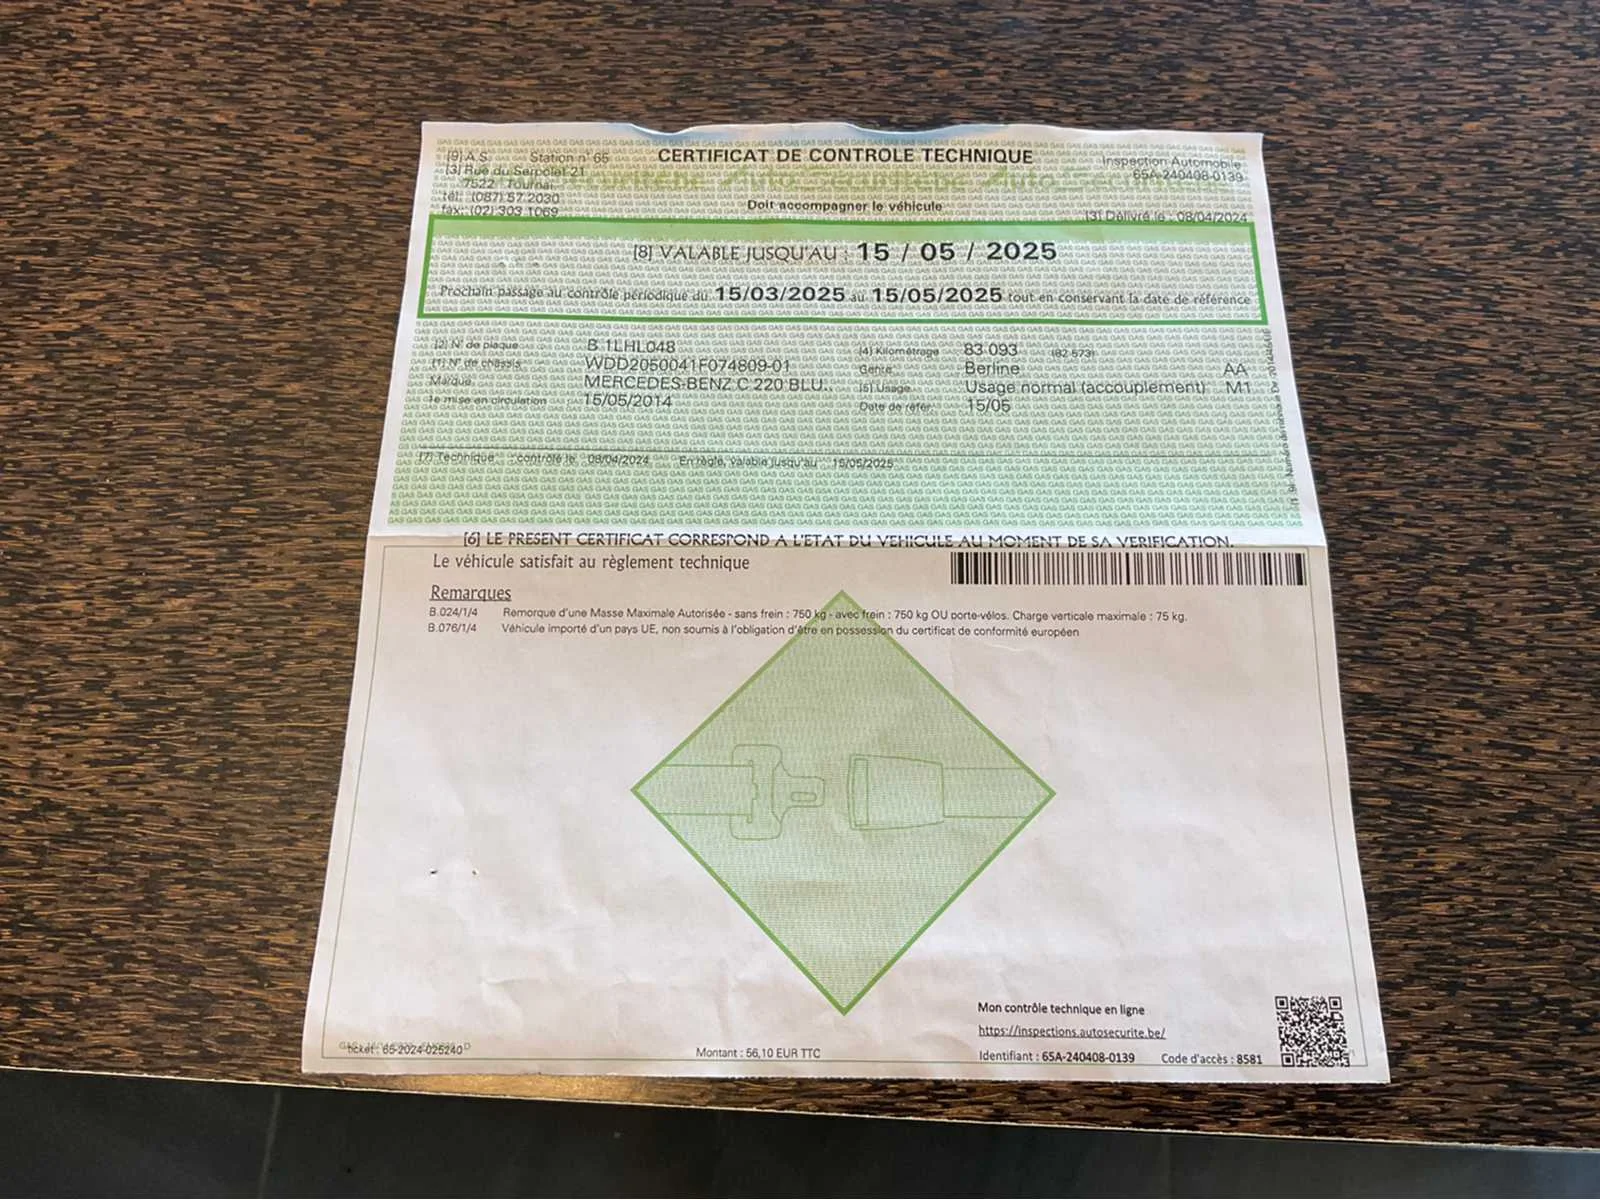 [9] A.S. Station n° 65 CERTIFICAT DE CONTROLE TECHNIQUE Inspection Automobile
[3] Rue du Serpolet 21 65A-240408-0139
7522 Tournai
tél. (087) 57 2030 Doit accompagner le véhicule
fax: (02) 303 1069 [3] Délivré le : 08/04/2024
[8] VALABLE JUSQU'AU : 15 / 05 / 2025
Prochain passage au contrôle périodique du 15/03/2025 au 15/05/2025 tout en conservant la date de référence
[2] N° de plaque B 1LHL048 [4] Kilométrage 83 093 (82 573)
[1] N° de châssis WDD2050041F074809-01 Genre Berline AA
Marque MERCEDES-BENZ C 220 BLU.. [5] Usage Usage normal (accouplement) M1
1e mise en circulation 15/05/2014 Date de référ. 15/05
[7] Technique : contrôlé le 08/04/2024 En règle, valable jusqu'au : 15/05/2025
[6] LE PRESENT CERTIFICAT CORRESPOND A L'ETAT DU VEHICULE AU MOMENT DE SA VERIFICATION.
Le véhicule satisfait au règlement technique
Remarques
B.024/1/4 Remorque d'une Masse Maximale Autorisée - sans frein : 750 kg - avec frein : 750 kg OU porte-vélos. Charge verticale maximale : 75 kg.
B.076/1/4 Véhicule importé d'un pays UE, non soumis à l'obligation d'être en possession du certificat de conformité européen
Mon contrôle technique en ligne
https://inspections.autosecurite.be/
ticket : 65-2024-025240 Montant : 56,10 EUR TTC Identifiant : 65A-240408-0139 Code d'accès : 8581